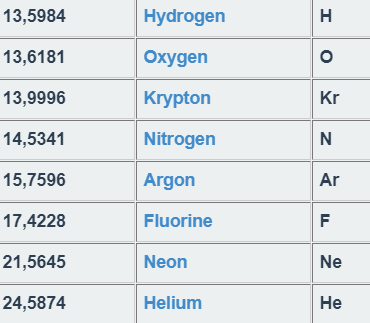 13,5984 Hydrogen H
13,6181 Oxygen O
13,9996 Krypton Kr
14,5341 Nitrogen N
15,7596 Argon Ar
17,4228 Fluorine F
21,5645 Neon Ne
24,5874 Helium He